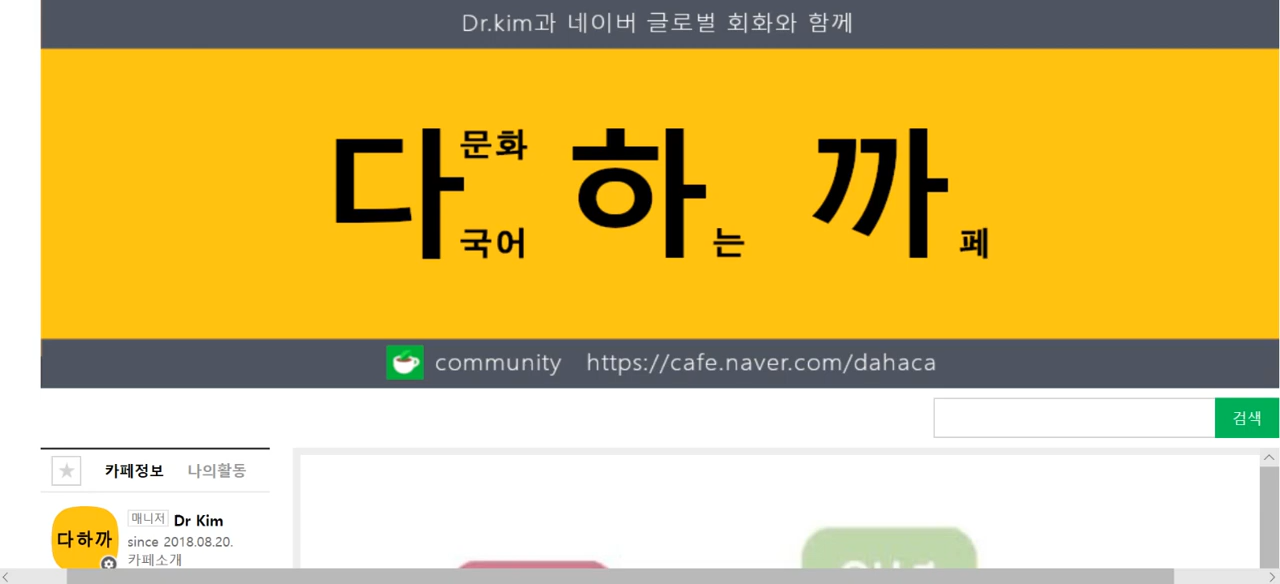 Dr.kim과 네이버 글로벌 회화와 함께
다 문화 하 까
국어 는 페
community https://cafe.naver.com/dahaca
검색
카페정보 나의활동
다하까
매니저 Dr Kim
since 2018.08.20.
카페소개